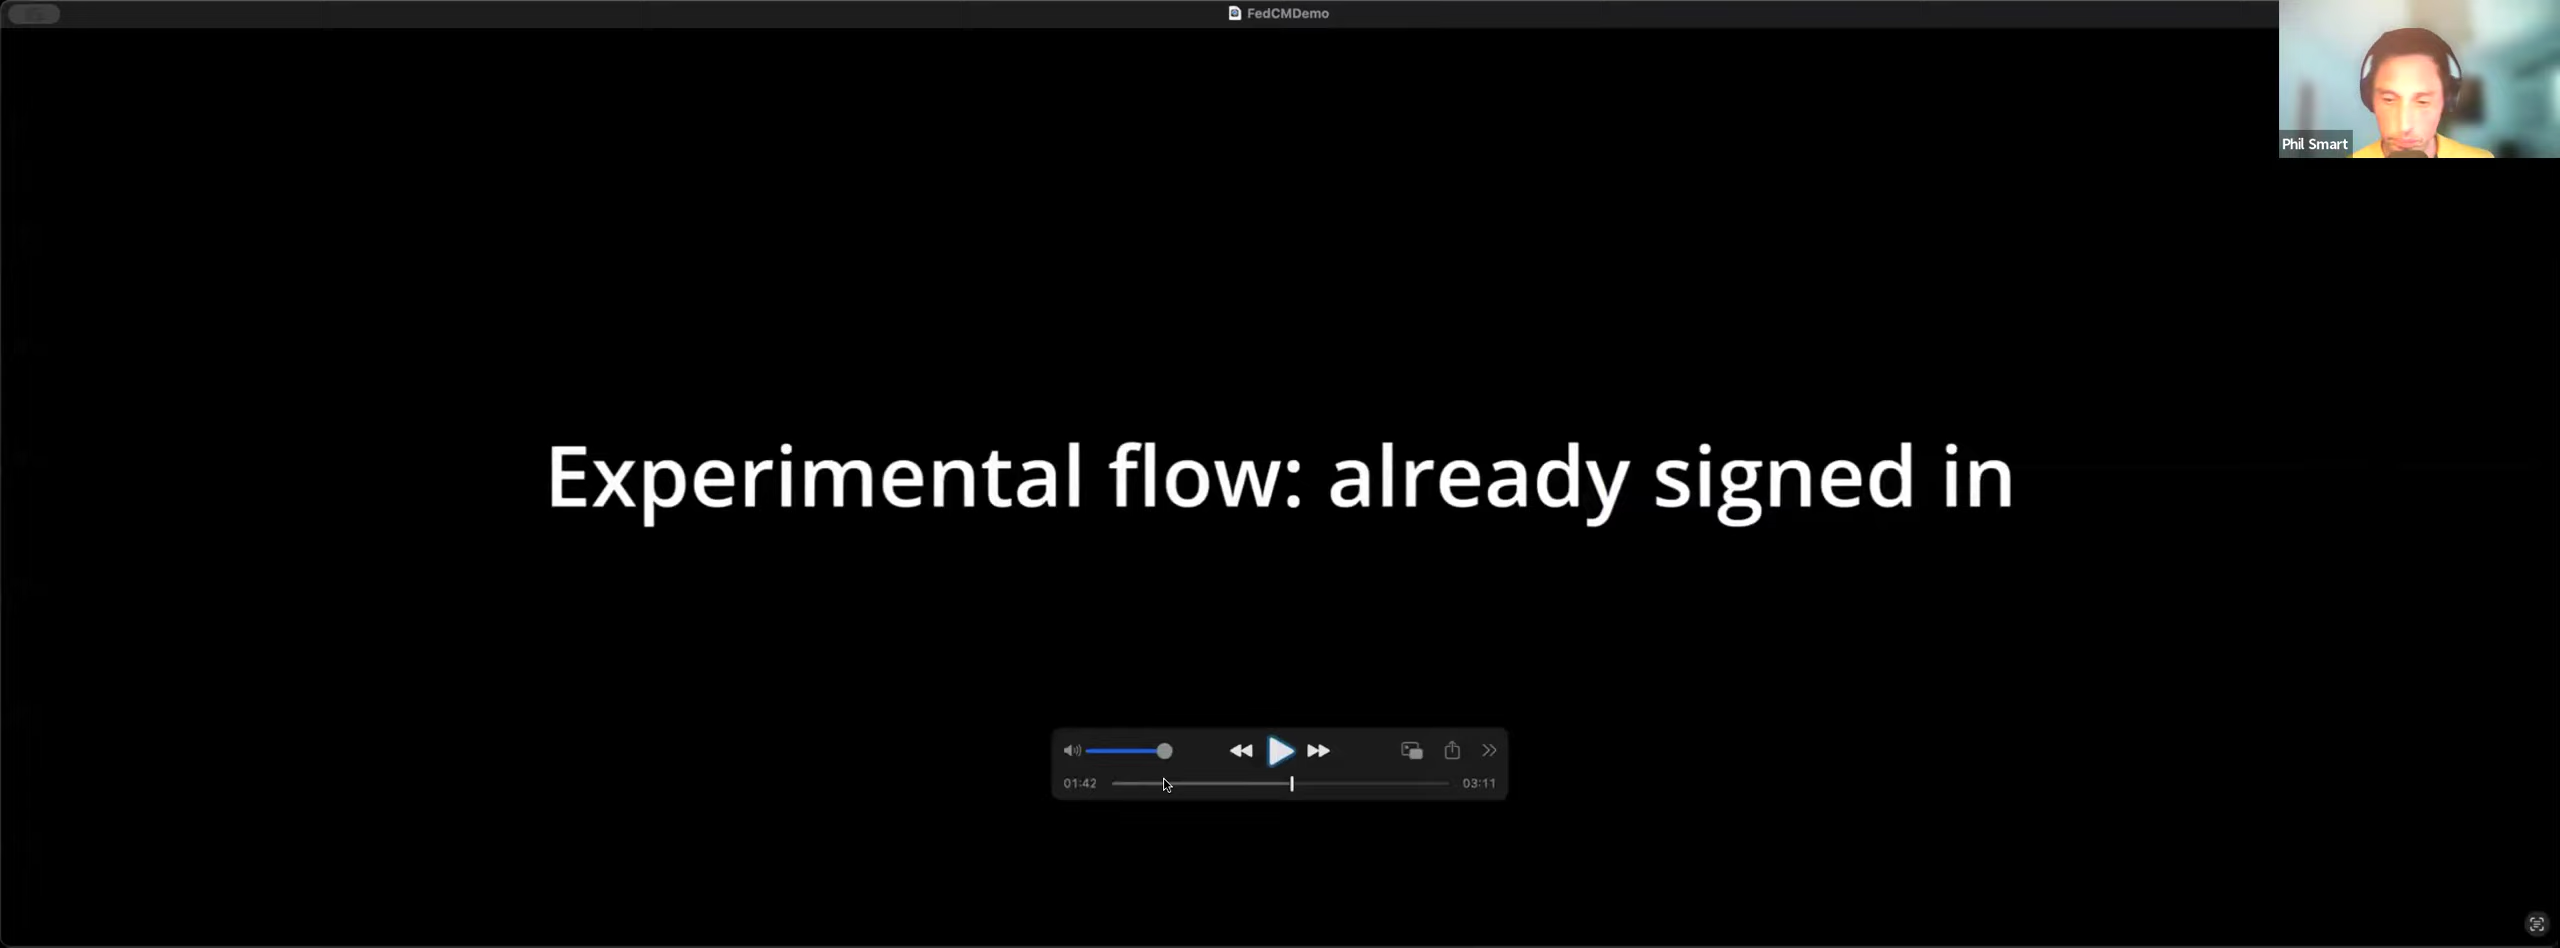 FedCMDemo
Phil Smart
Experimental flow: already signed in
01:42
03:11